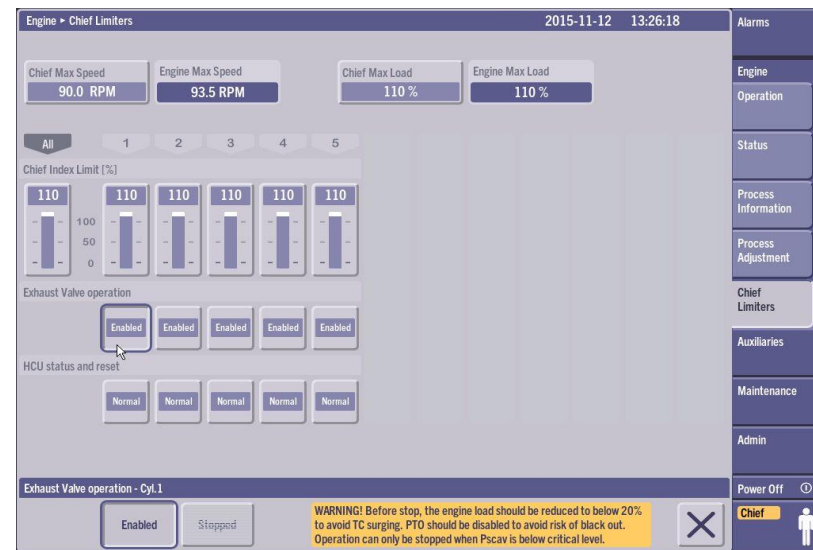 Engine ▸ Chief Limiters 2015-11-12 13:26:18
Chief Max Speed Engine Max Speed Chief Max Load Engine Max Load
90.0 RPM 93.5 RPM 110 % 110 %
All 1 2 3 4 5
Chief Index Limit [%]
110 110 110 110 110 110
100
50
0
Exhaust Valve operation
Enabled Enabled Enabled Enabled Enabled
HCU status and reset
Normal Normal Normal Normal Normal
Exhaust Valve operation - Cyl.1
Enabled Stopped
WARNING! Before stop, the engine load should be reduced to below 20%
to avoid TC surging. PTO should be disabled to avoid risk of black out.
Operation can only be stopped when Pscav is below critical level.
Alarms
Engine
Operation
Status
Process
Information
Process
Adjustment
Chief
Limiters
Auxiliaries
Maintenance
Admin
Power Off
Chief